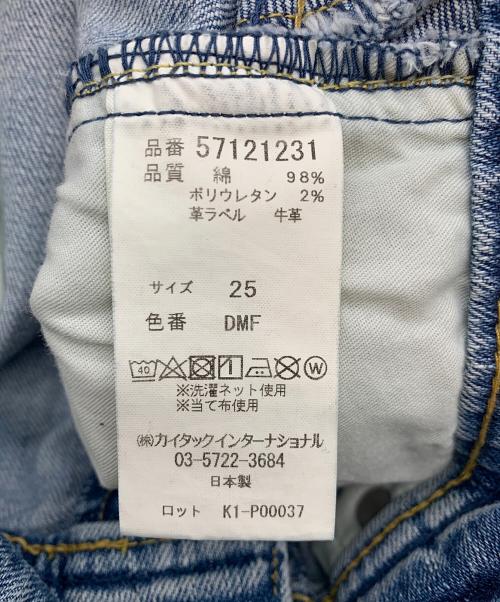 品番 57121231
品質 綿 98%
ポリウレタン 2%
革ラベル 牛革
サイズ 25
色番 DMF
40 W
※洗濯ネット使用
※当て布使用
㈱カイタックインターナショナル
03-5722-3684
日本製
ロット K1-P00037